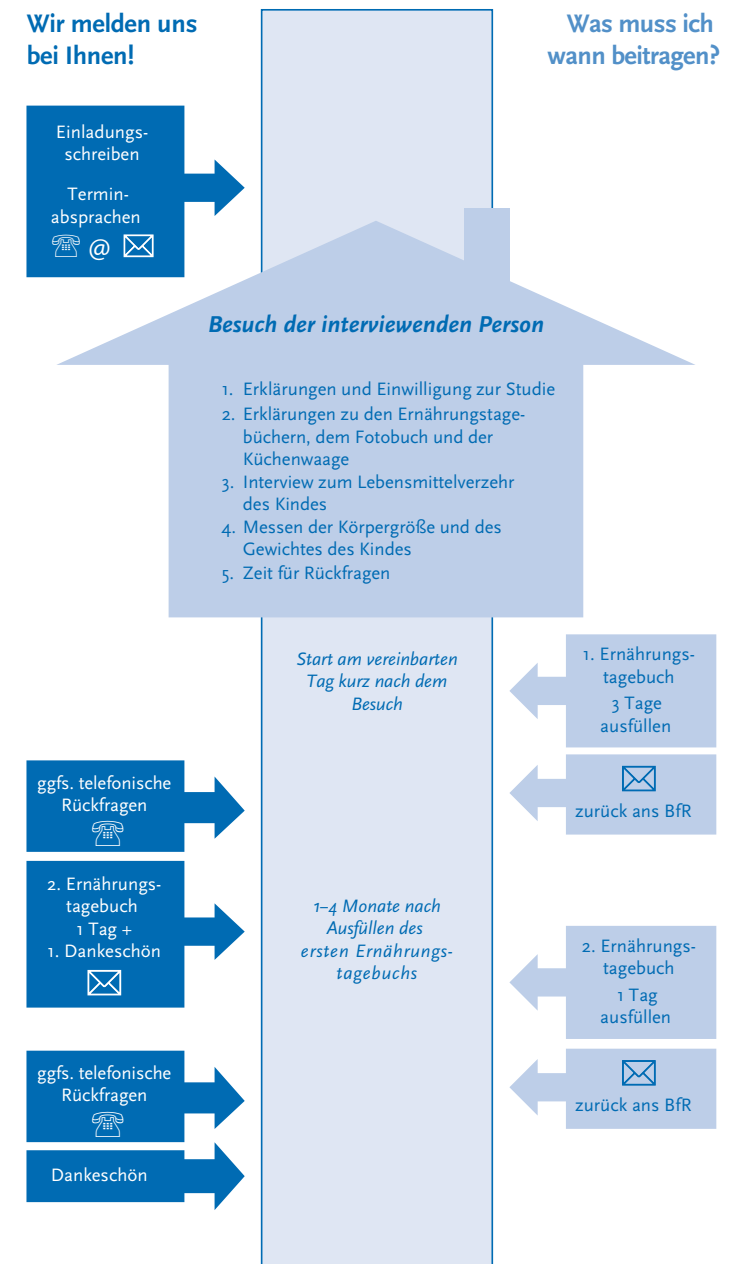 Wir melden uns
bei Ihnen!
Was muss ich
wann beitragen?
Einladungs-
schreiben
Termin-
absprachen
@
Besuch der interviewenden Person
1. Erklärungen und Einwilligung zur Studie
2. Erklärungen zu den Ernährungstage-
büchern, dem Fotobuch und der
Küchenwaage
3. Interview zum Lebensmittelverzehr
des Kindes
4. Messen der Körpergröße und des
Gewichtes des Kindes
5. Zeit für Rückfragen
Start am vereinbarten
Tag kurz nach dem
Besuch
1. Ernährungs-
tagebuch
3 Tage
ausfüllen
zurück ans BfR
ggfs. telefonische
Rückfragen
2. Ernährungs-
tagebuch
1 Tag +
1. Dankeschön
1–4 Monate nach
Ausfüllen des
ersten Ernährungs-
tagebuchs
2. Ernährungs-
tagebuch
1 Tag
ausfüllen
zurück ans BfR
ggfs. telefonische
Rückfragen
Dankeschön